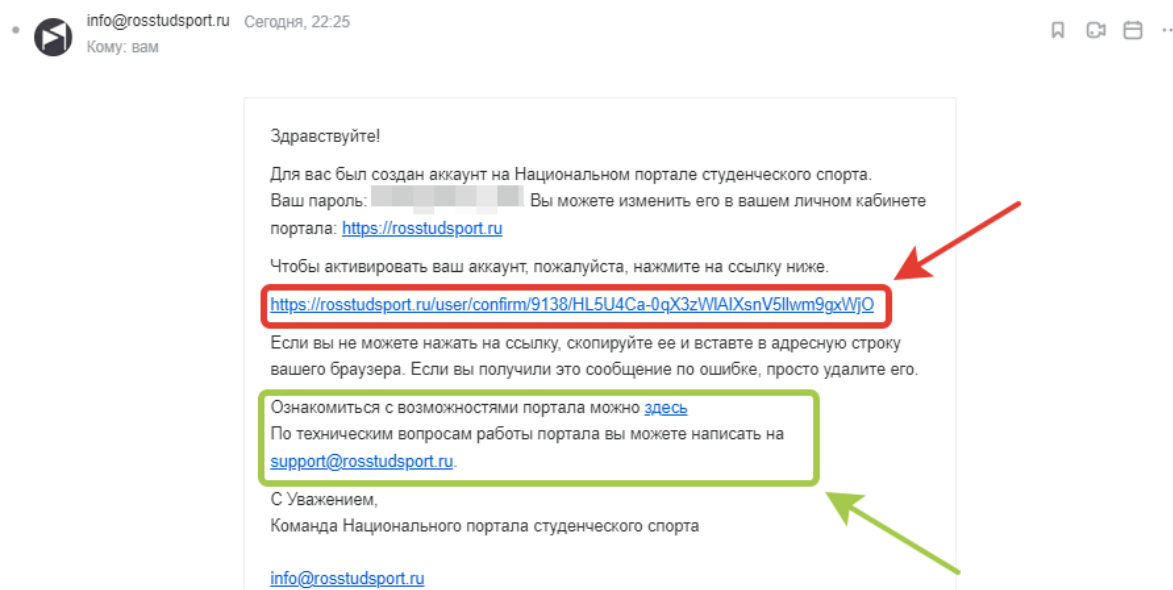 info@rosstudsport.ru Сегодня, 22:25
Кому: вам
Здравствуйте!
Для вас был создан аккаунт на Национальном портале студенческого спорта.
Ваш пароль: Вы можете изменить его в вашем личном кабинете
портала: https://rosstudsport.ru
Чтобы активировать ваш аккаунт, пожалуйста, нажмите на ссылку ниже.
https://rosstudsport.ru/user/confirm/9138/HL5U4Ca-0qX3zWIAIXsnV5llwm9gxWjO
Если вы не можете нажать на ссылку, скопируйте ее и вставте в адресную строку
вашего браузера. Если вы получили это сообщение по ошибке, просто удалите его.
Ознакомиться с возможностями портала можно здесь
По техническим вопросам работы портала вы можете написать на
support@rosstudsport.ru.
С Уважением,
Команда Национального портала студенческого спорта
info@rosstudsport.ru